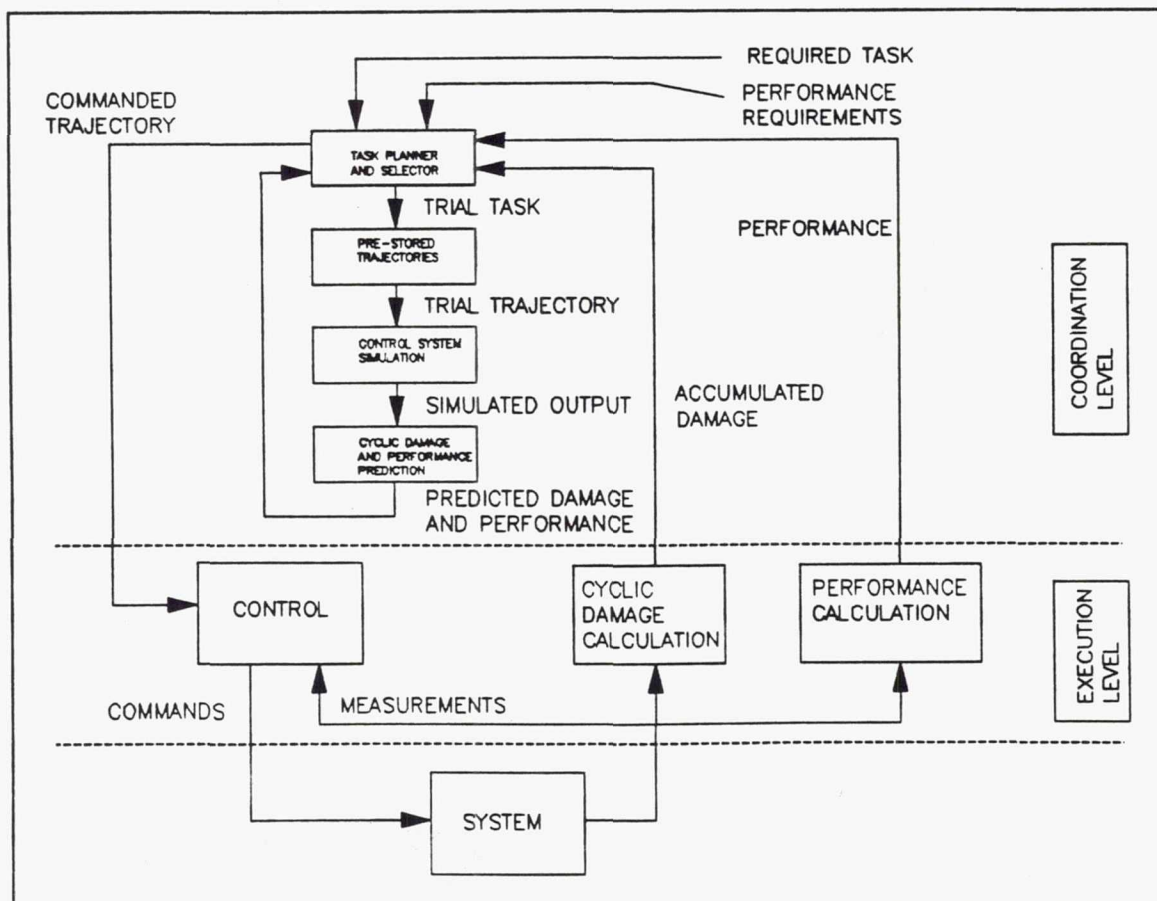 REQUIRED TASK
PERFORMANCE
REQUIREMENTS
COMMANDED
TRAJECTORY
TASK PLANNER
AND SELECTOR
TRIAL TASK
PRE-STORED
TRAJECTORIES
TRIAL TRAJECTORY
CONTROL SYSTEM
SIMULATION
SIMULATED OUTPUT
CYCLIC DAMAGE
AND PERFORMANCE
PREDICTION
PREDICTED DAMAGE
AND PERFORMANCE
ACCUMULATED
DAMAGE
PERFORMANCE
COORDINATION
LEVEL
CONTROL
CYCLIC
DAMAGE
CALCULATION
PERFORMANCE
CALCULATION
EXECUTION
LEVEL
COMMANDS
MEASUREMENTS
SYSTEM